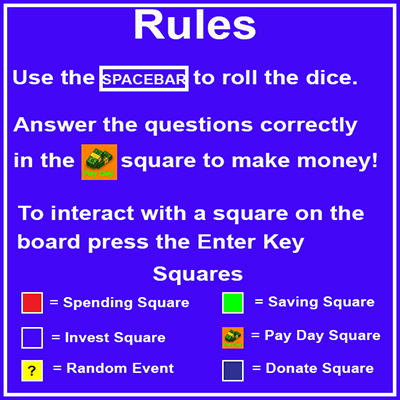 Rules
Use the SPACEBAR to roll the dice.
Answer the questions correctly
in the square to make money!
To interact with a square on the
board press the Enter Key
Squares
= Spending Square
= Saving Square
= Invest Square
= Pay Day Square
? = Random Event
= Donate Square